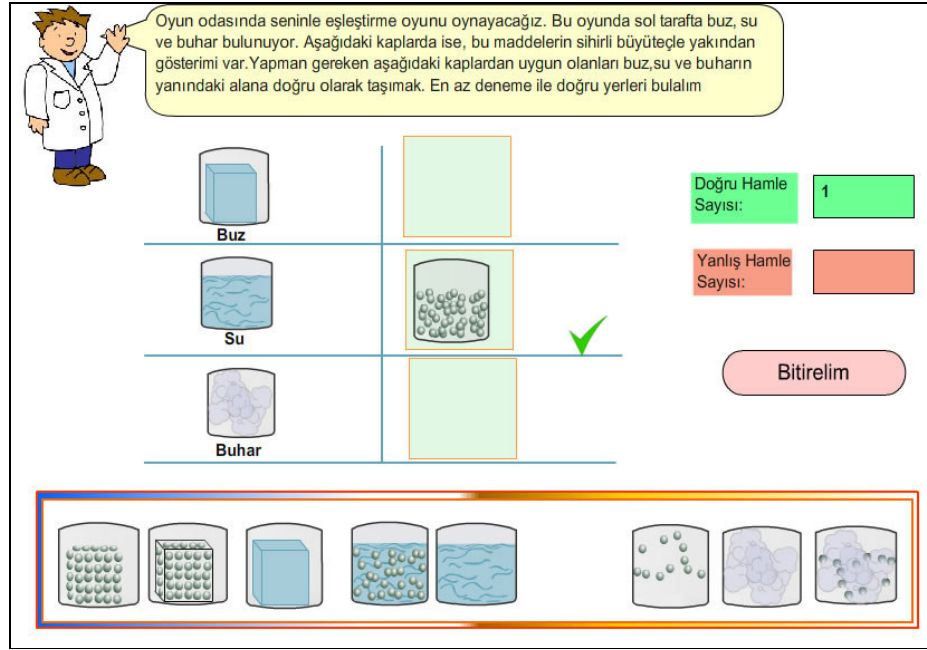 Oyun odasında seninle eşleştirme oyunu oynayacağız. Bu oyunda sol tarafta buz, su
ve buhar bulunuyor. Aşağıdaki kaplarda ise, bu maddelerin sihirli büyüteçle yakından
gösterimi var.Yapman gereken aşağıdaki kaplardan uygun olanları buz,su ve buharın
yanındaki alana doğru olarak taşımak. En az deneme ile doğru yerleri bulalım
Buz
Doğru Hamle
Sayısı:
1
Su
Yanlış Hamle
Sayısı:
Bitirelim
Buhar